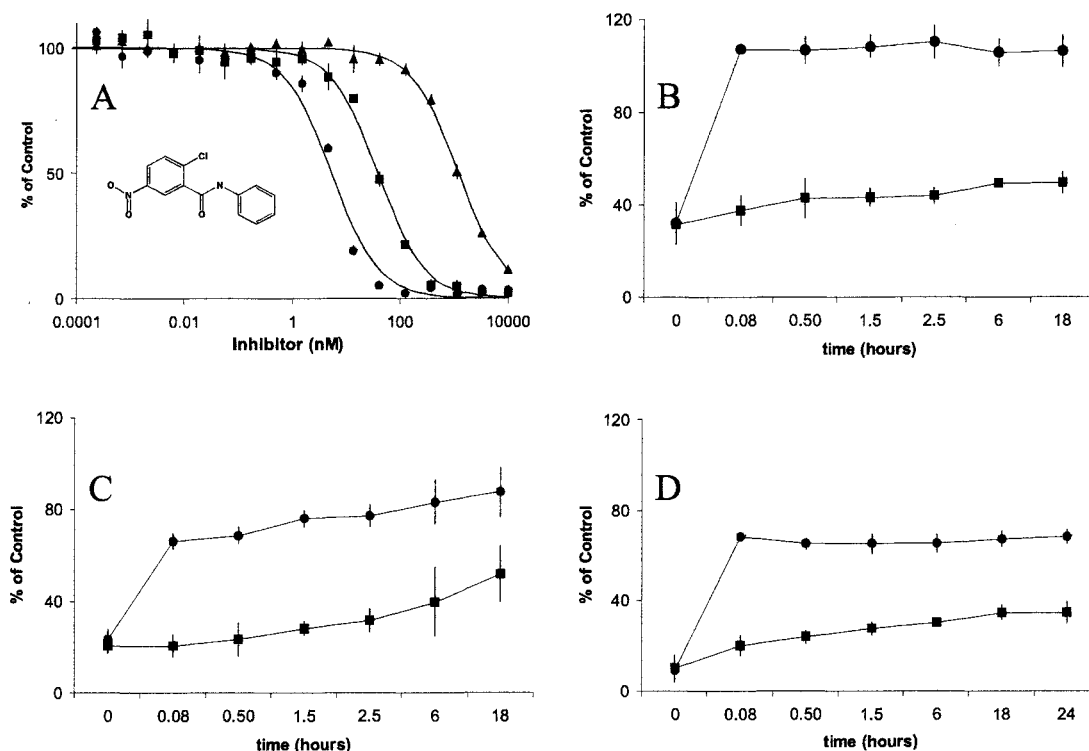 A
% of Control
100
50
0
0.0001 0.01 1 100 10000
Inhibitor (nM)
Cl
O
N
O
O
N
B
% of Control
120
80
40
0
0 0.08 0.50 1.5 2.5 6 18
time (hours)
C
% of Control
120
80
40
0
0 0.08 0.50 1.5 2.5 6 18
time (hours)
D
% of Control
120
80
40
0
0 0.08 0.50 1.5 6 18 24
time (hours)